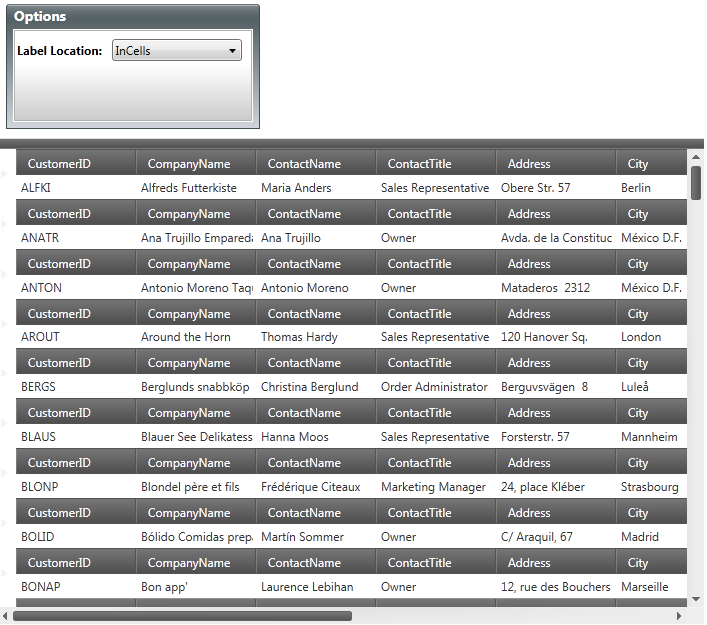 Options
Label Location: InCells
CustomerID CompanyName ContactName ContactTitle Address City
ALFKI Alfreds Futterkiste Maria Anders Sales Representative Obere Str. 57 Berlin
CustomerID CompanyName ContactName ContactTitle Address City
ANATR Ana Trujillo Empareda Ana Trujillo Owner Avda. de la Constituc México D.F.
CustomerID CompanyName ContactName ContactTitle Address City
ANTON Antonio Moreno Taqu Antonio Moreno Owner Mataderos 2312 México D.F.
CustomerID CompanyName ContactName ContactTitle Address City
AROUT Around the Horn Thomas Hardy Sales Representative 120 Hanover Sq. London
CustomerID CompanyName ContactName ContactTitle Address City
BERGS Berglunds snabbköp Christina Berglund Order Administrator Berguvsvägen 8 Luleå
CustomerID CompanyName ContactName ContactTitle Address City
BLAUS Blauer See Delikatess Hanna Moos Sales Representative Forsterstr. 57 Mannheim
CustomerID CompanyName ContactName ContactTitle Address City
BLONP Blondel père et fils Frédérique Citeaux Marketing Manager 24, place Kléber Strasbourg
CustomerID CompanyName ContactName ContactTitle Address City
BOLID Bólido Comidas prepa Martín Sommer Owner C/ Araquil, 67 Madrid
CustomerID CompanyName ContactName ContactTitle Address City
BONAP Bon app' Laurence Lebihan Owner 12, rue des Bouchers Marseille